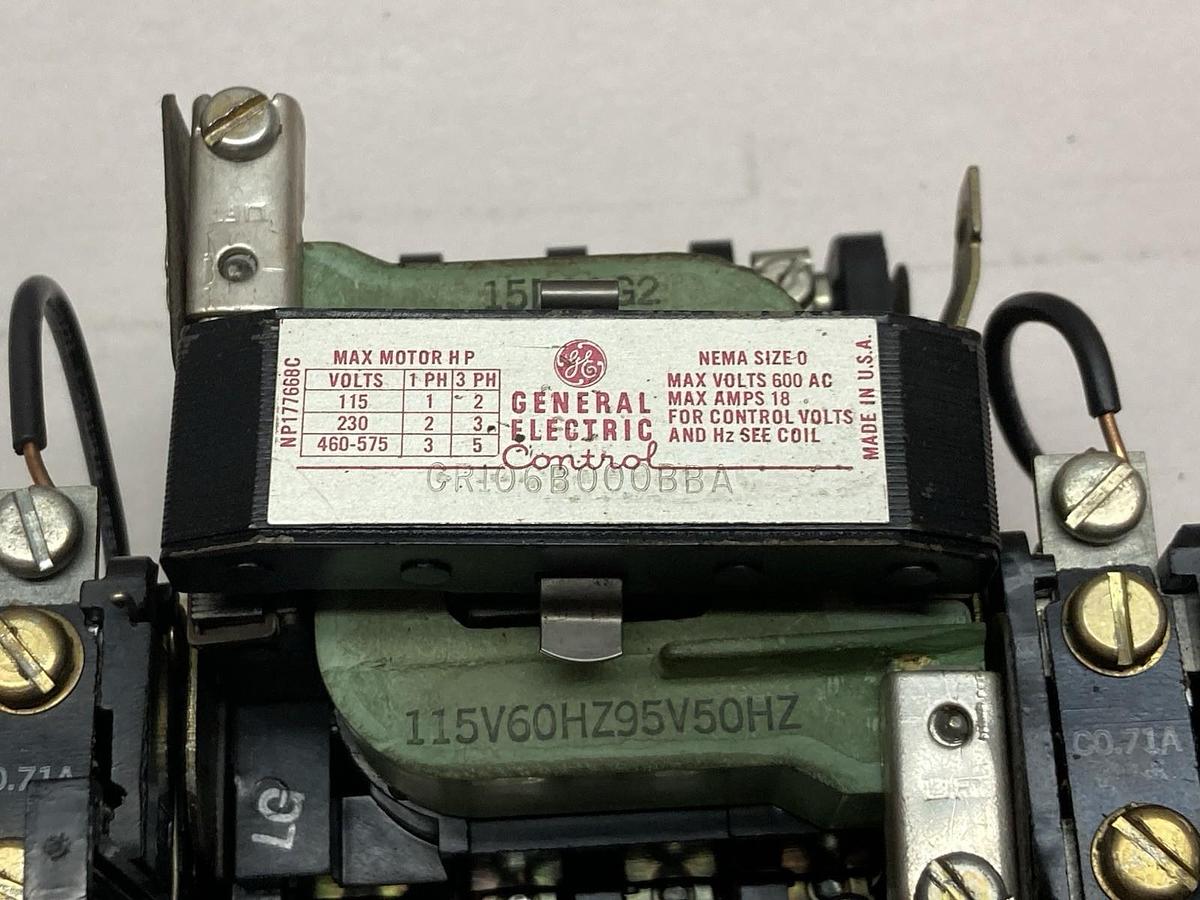 NP177668C
MAX MOTOR HP
VOLTS 1 PH 3 PH
115 1 2
230 2 3
460-575 3 5
GE
GENERAL
ELECTRIC
Control
NEMA SIZE 0
MAX VOLTS 600 AC
MAX AMPS 18
FOR CONTROL VOLTS
AND Hz SEE COIL
MADE IN U.S.A.
CR106B000BBA
115V60HZ95V50HZ
C0.71A